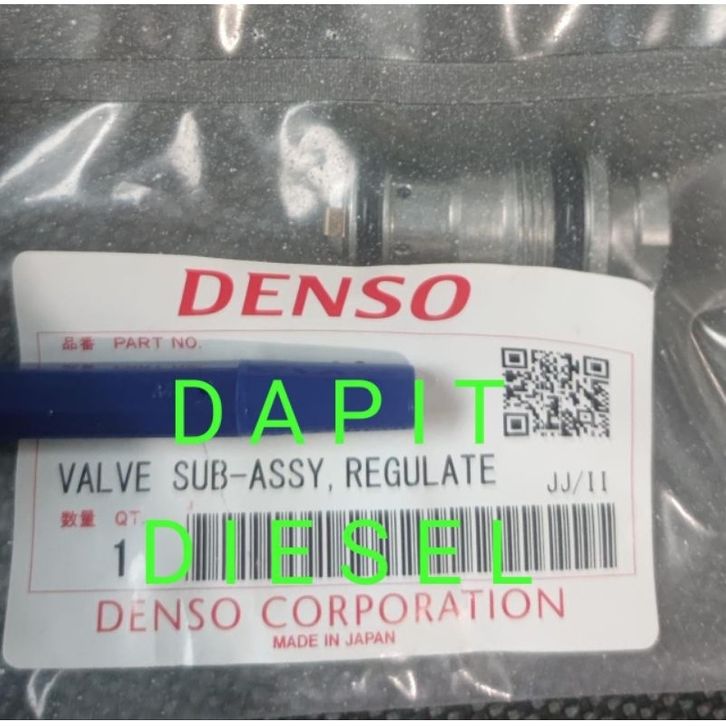 DENSO
品番 PART NO.
DAPIT
VALVE SUB-ASSY, REGULATE JJ/11
数量 QT
1
DIESEL
DENSO CORPORATION
MADE IN JAPAN